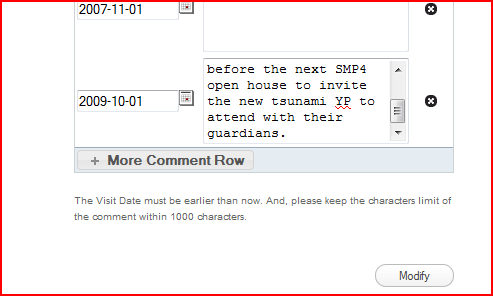 2007-11-01
2009-10-01
before the next SMP4
open house to invite
the new tsunami YP to
attend with their
guardians.
+ More Comment Row
The Visit Date must be earlier than now. And, please keep the characters limit of
the comment within 1000 characters.
Modify